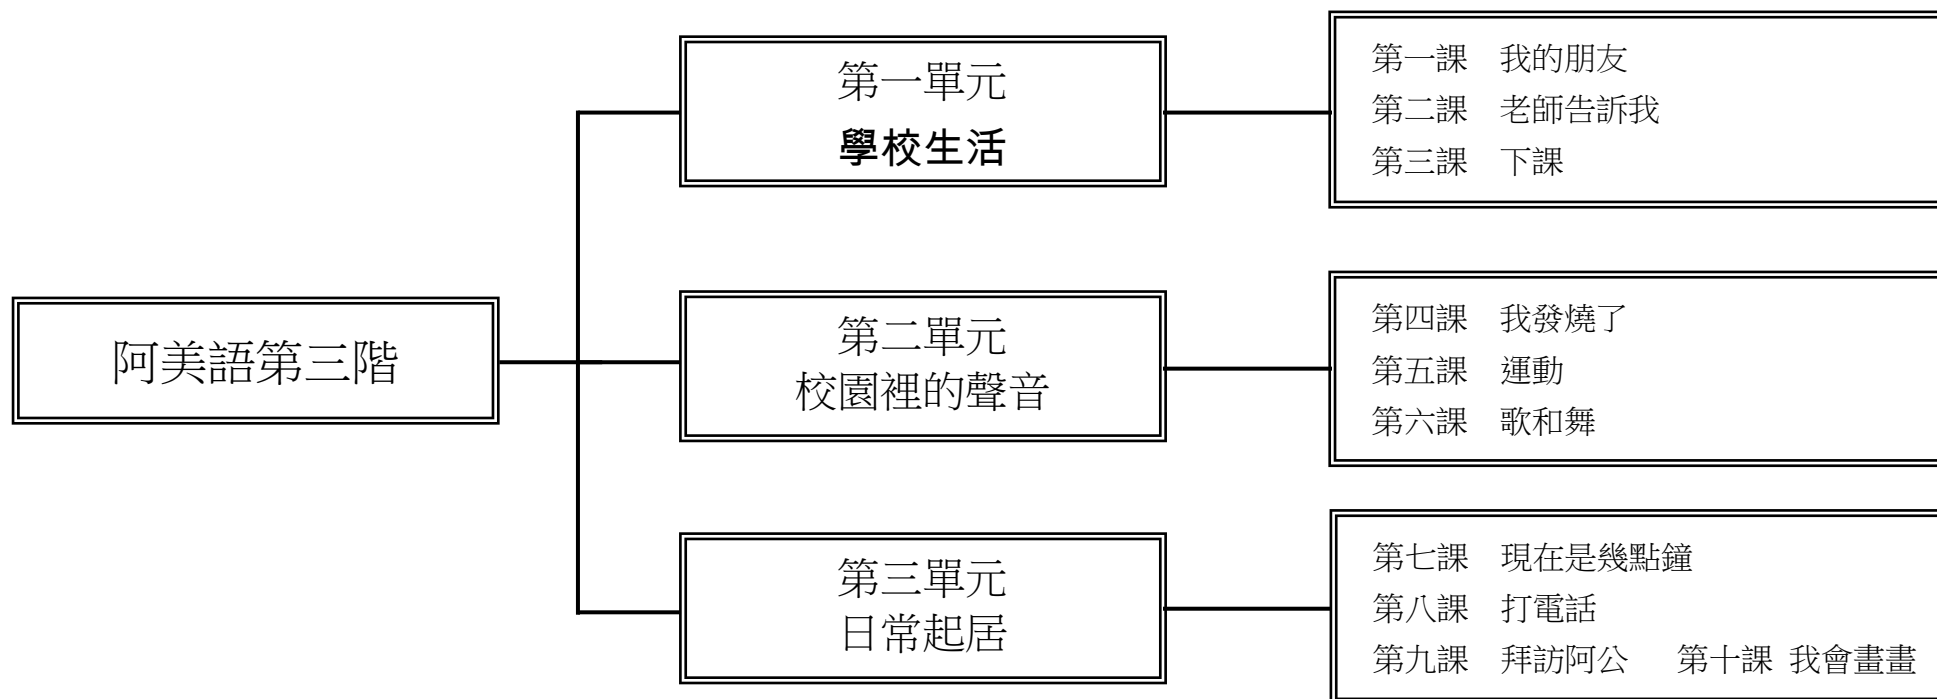 阿美語第三階
第一單元
學校生活
第一課　我的朋友
第二課　老師告訴我
第三課　下課
第二單元
校園裡的聲音
第四課　我發燒了
第五課　運動
第六課　歌和舞
第三單元
日常起居
第七課　現在是幾點鐘
第八課　打電話
第九課　拜訪阿公　第十課 我會畫畫